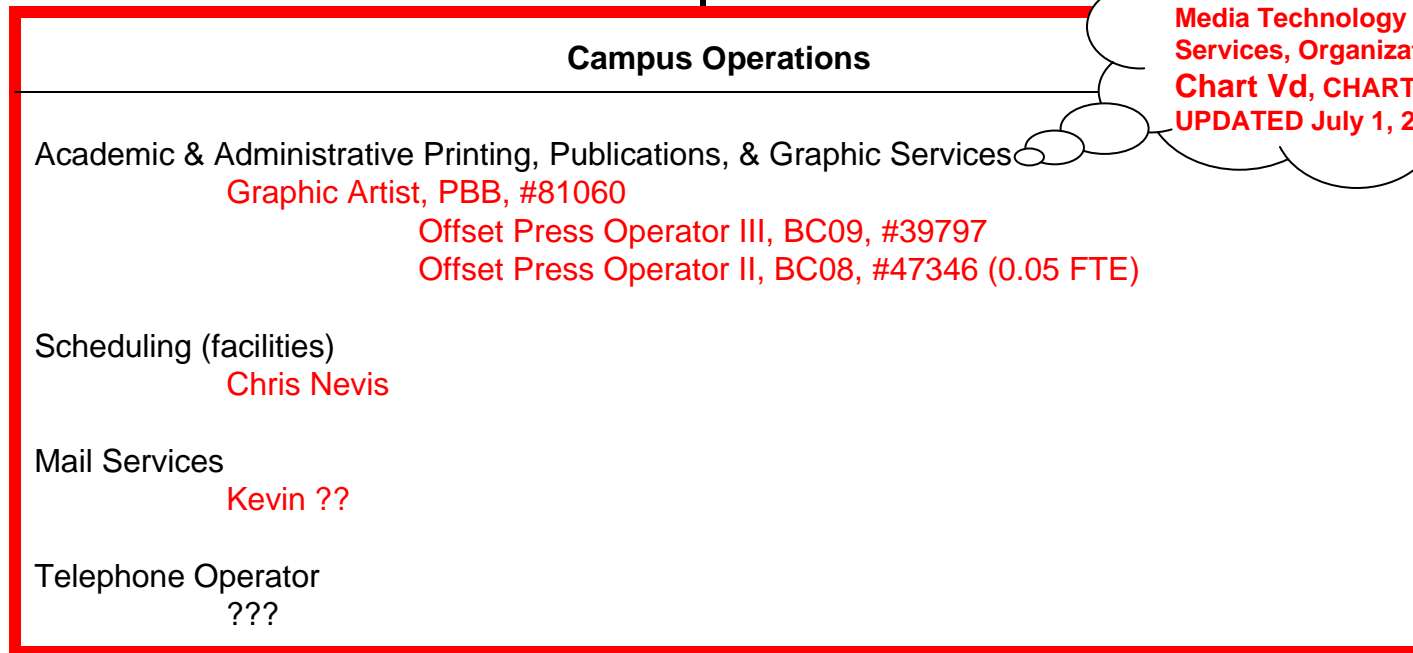 Media Technology
Services,
Chart Vd, CHART
UPDATED July 1,
Campus Operations
Academic & Administrative Printing, Publications, & Graphic Services
Graphic Artist, PBB, #81060
Offset Press Operator III, BC09, #39797
Offset Press Operator II, BC08, #47346 (0.05 FTE)
Scheduling (facilities)
Chris Nevis
Mail Services
Kevin ??
Telephone Operator
???